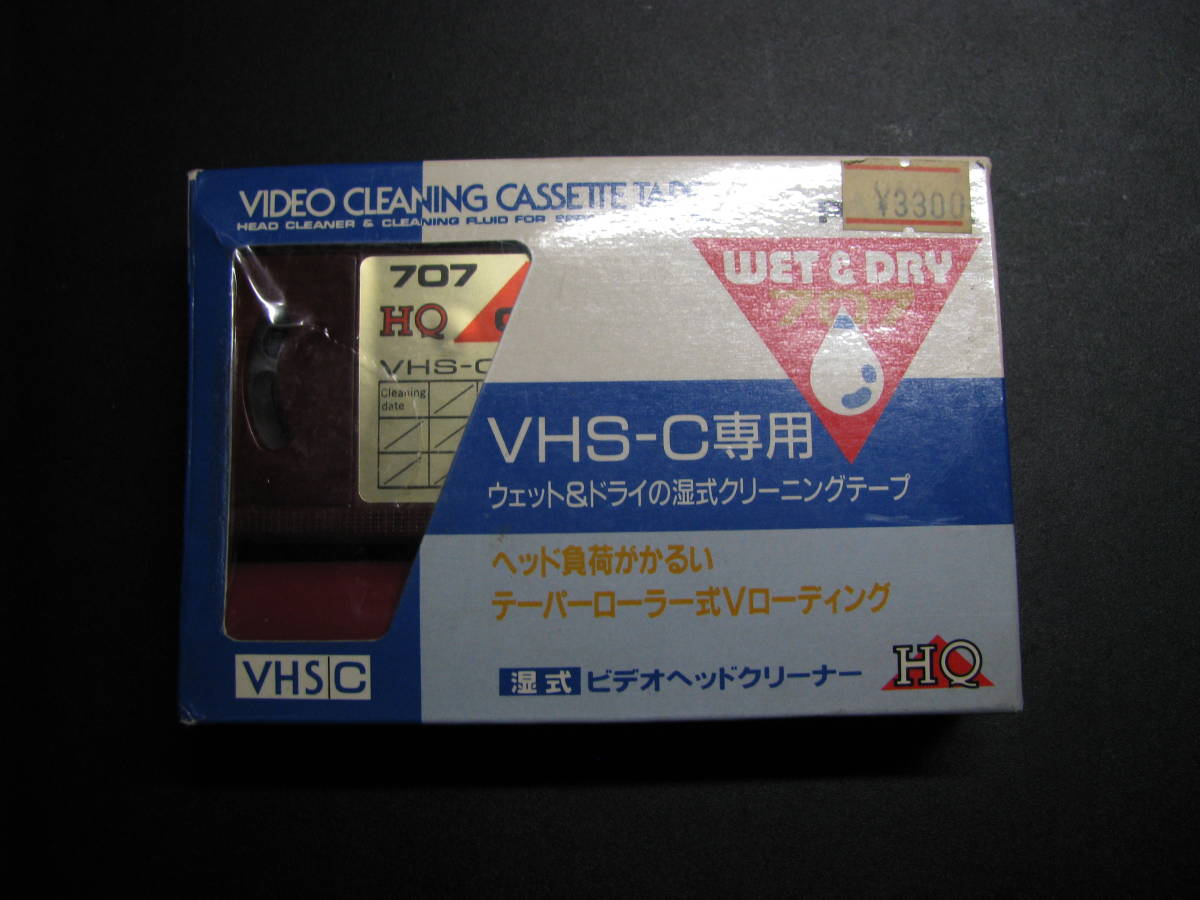 VIDEO CLEANING CASSETTE TAPE
HEAD CLEANER & CLEANING FLUID FOR
¥3300
WET & DRY
707
707
HQ
VHS-C
Cleaning
date
VHS-C専用
ウェット&ドライの湿式クリーニングテープ
ヘッド負荷がかるい
テーパーローラー式Vローディング
VHS C
湿式 ビデオヘッドクリーナー
HQ